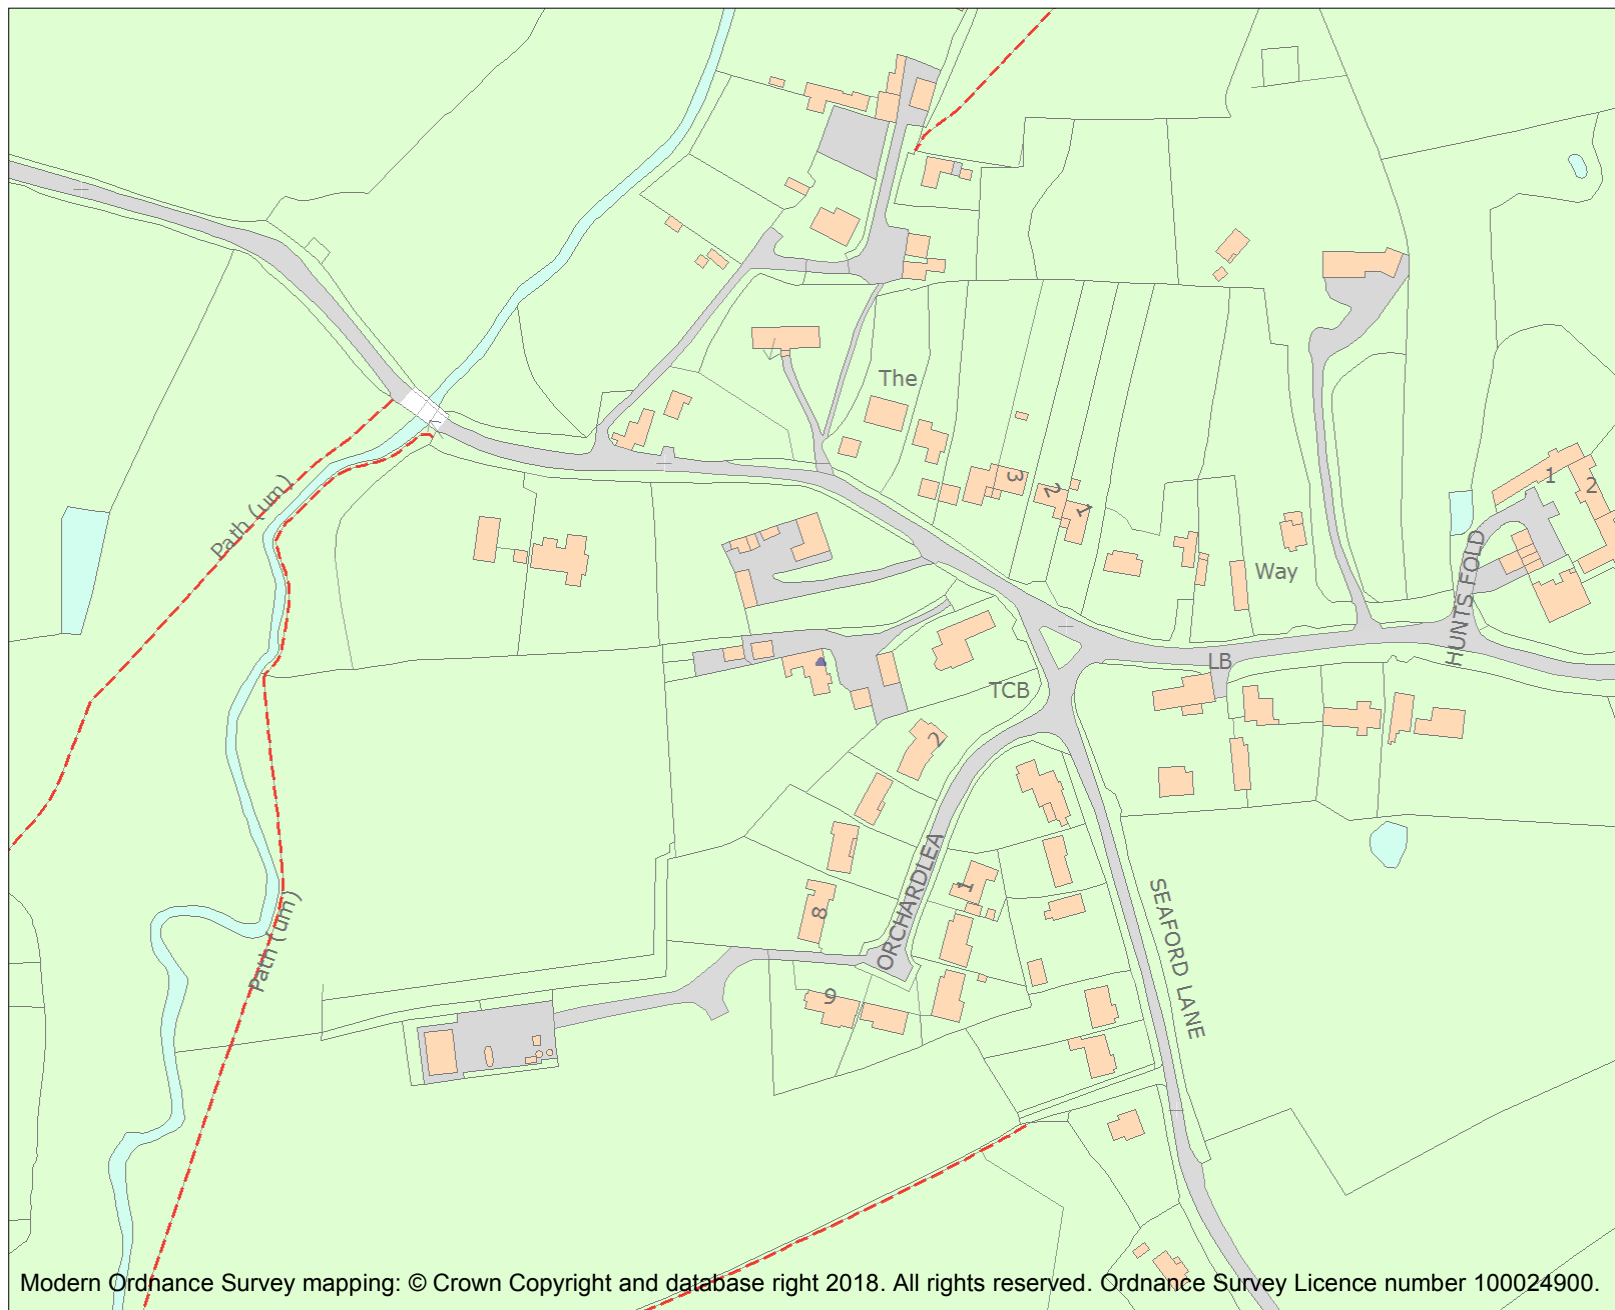 The
3
2
1
1
2
Path (um)
Way
HUNTS FOLD
LB
TCB
2
ORCHARDLEA
1
8
SEAFORD LANE
Path (um)
9
Modern Ordnance Survey mapping: © Crown Copyright and database right 2018. All rights reserved. Ordnance Survey Licence number 100024900.